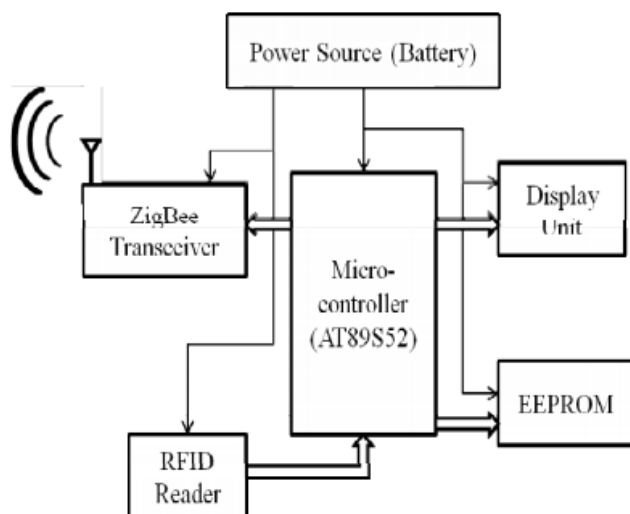 Power Source (Battery)
ZigBee
Transceiver
Micro-
controller
(AT89S52)
Display
Unit
EEPROM
RFID
Reader